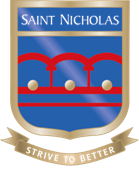 SAINT NICHOLAS
STRIVE TO BETTER